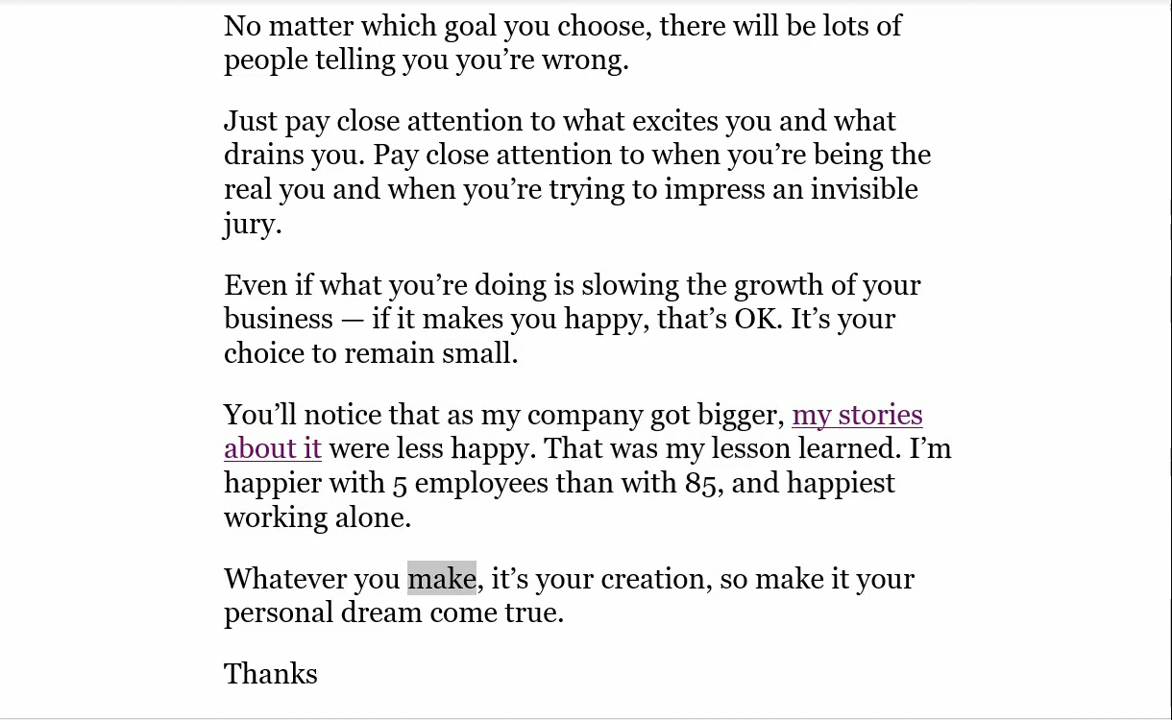 No matter which goal you choose, there will be lots of
people telling you you’re wrong.
Just pay close attention to what excites you and what
drains you. Pay close attention to when you’re being the
real you and when you’re trying to impress an invisible
jury.
Even if what you’re doing is slowing the growth of your
business — if it makes you happy, that’s OK. It’s your
choice to remain small.
You’ll notice that as my company got bigger, my stories
about it were less happy. That was my lesson learned. I’m
happier with 5 employees than with 85, and happiest
working alone.
Whatever you make, it’s your creation, so make it your
personal dream come true.
Thanks